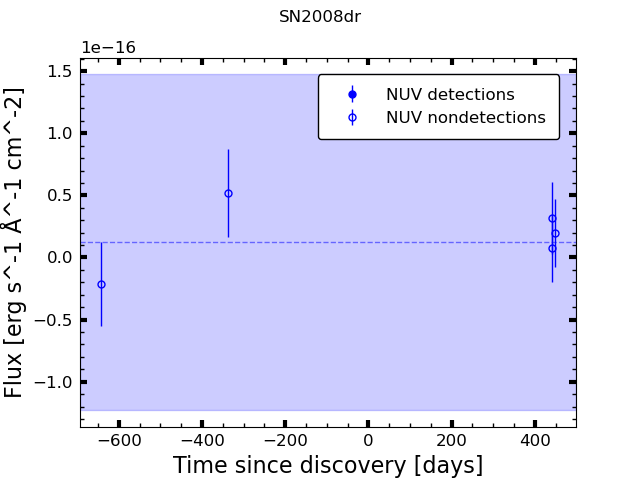 SN2008dr
1e−16
NUV detections
NUV nondetections
1.5
1.0
0.5
0.0
−0.5
−1.0
Flux [erg s^-1 Å^-1 cm^-2]
−600 −400 −200 0 200 400
Time since discovery [days]